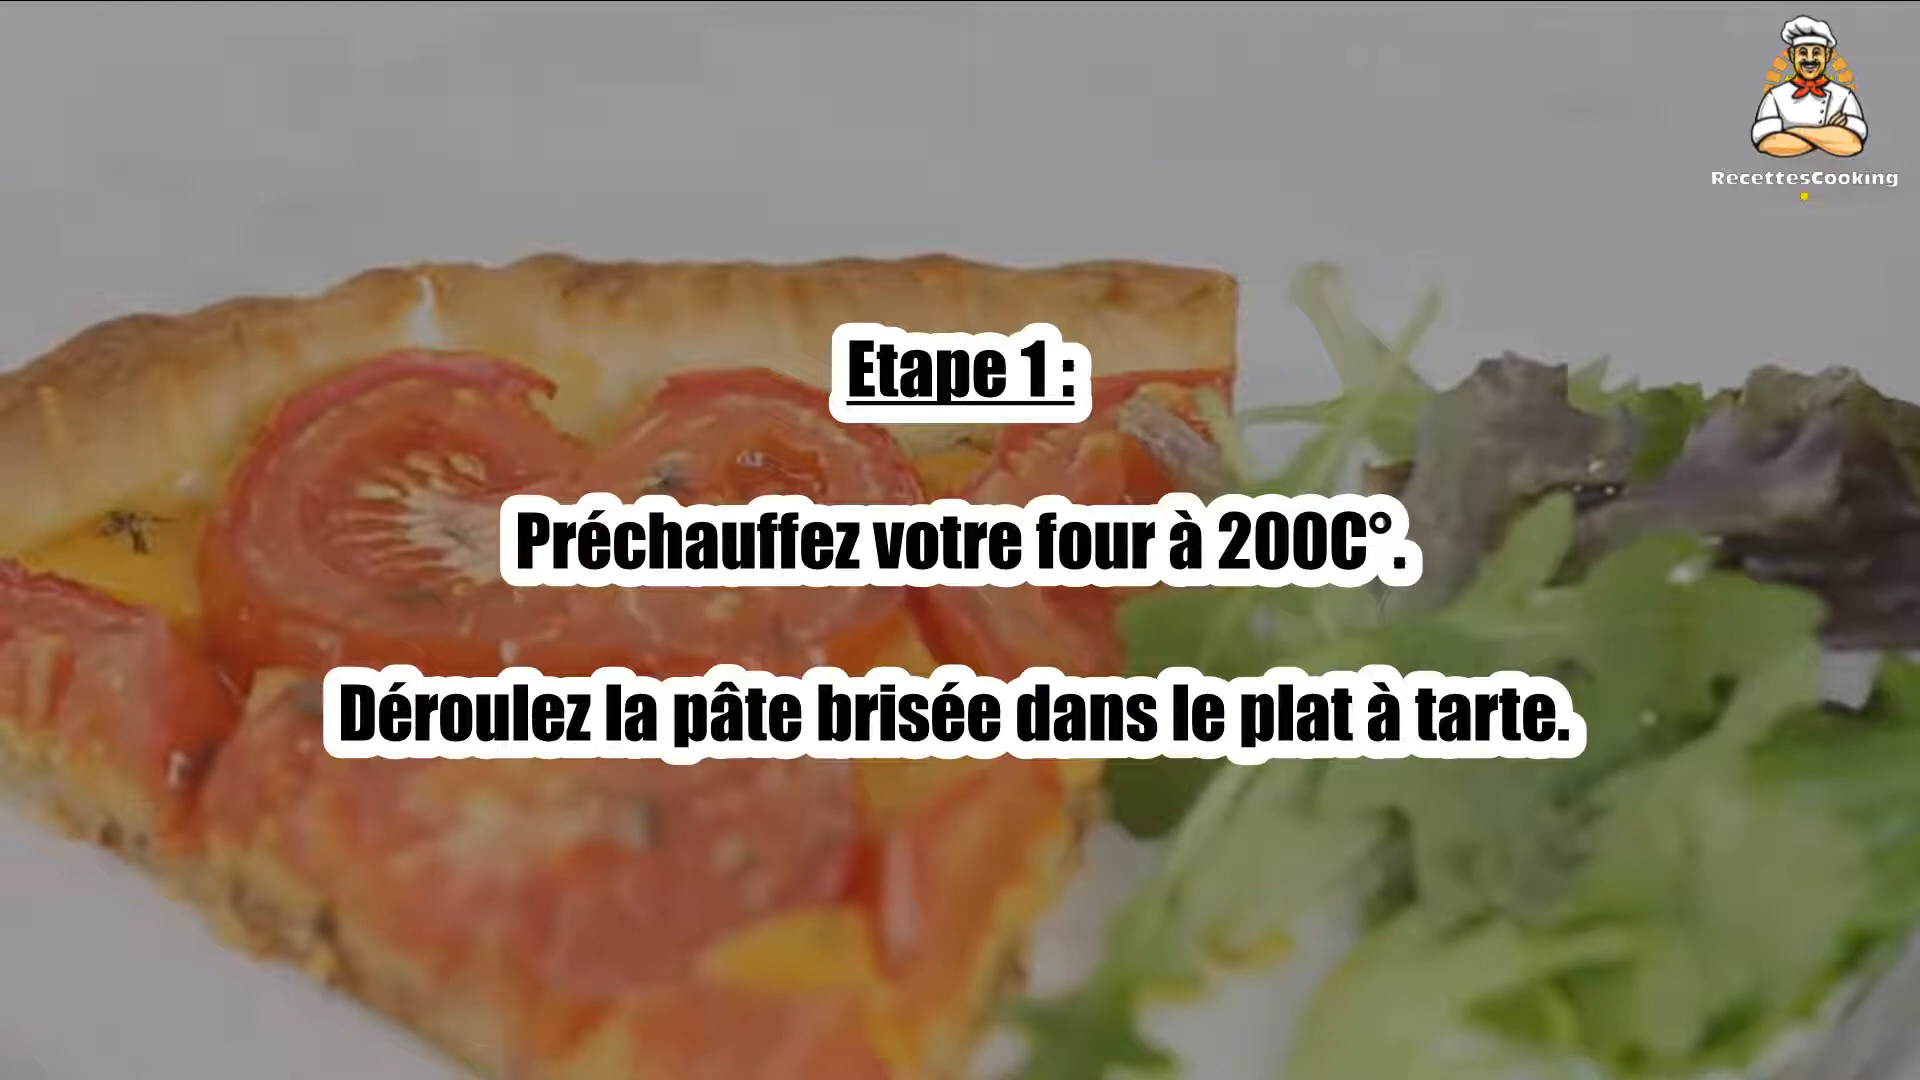 RecettesCooking
Etape 1 :
Préchauffez votre four à 200C°.
Déroulez la pâte brisée dans le plat à tarte.